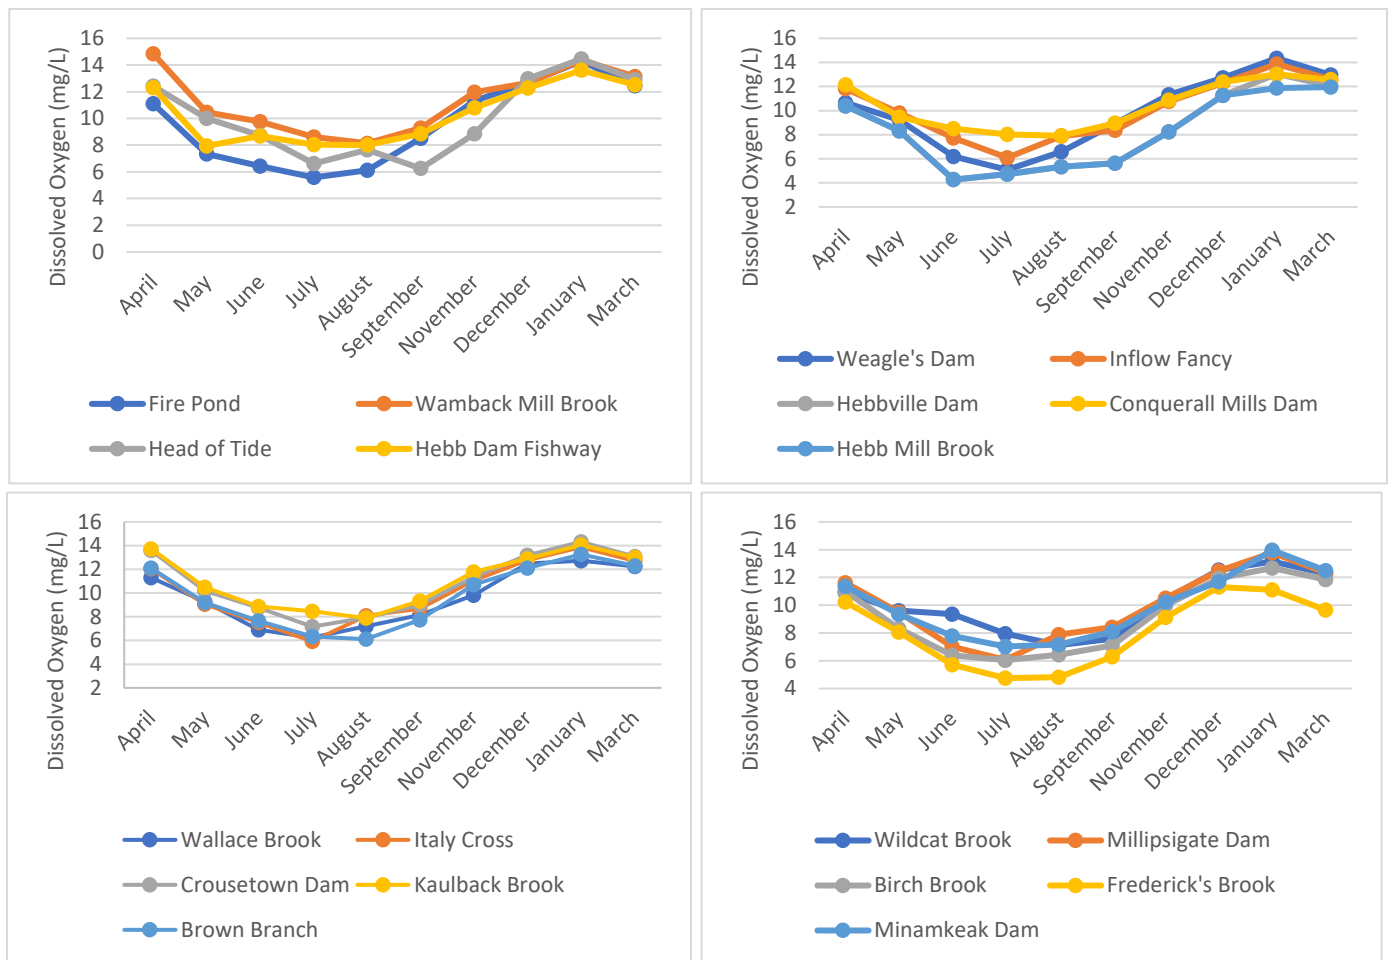 Dissolved Oxygen (mg/L)
16
14
12
10
8
6
4
2
0
April May June July August September November December January March
Fire Pond Wamback Mill Brook
Head of Tide Hebb Dam Fishway
Dissolved Oxygen (mg/L)
16
14
12
10
8
6
4
2
April May June July August September November December January March
Weagle's Dam Inflow Fancy
Hebbville Dam Conquerall Mills Dam
Hebb Mill Brook
Dissolved Oxygen (mg/L)
16
14
12
10
8
6
4
2
April May June July August September November December January March
Wallace Brook Italy Cross
Crousetown Dam Kaulback Brook
Brown Branch
Dissolved Oxygen (mg/L)
16
14
12
10
8
6
4
April May June July August September November December January March
Wildcat Brook Millipsigate Dam
Birch Brook Frederick's Brook
Minamkeak Dam